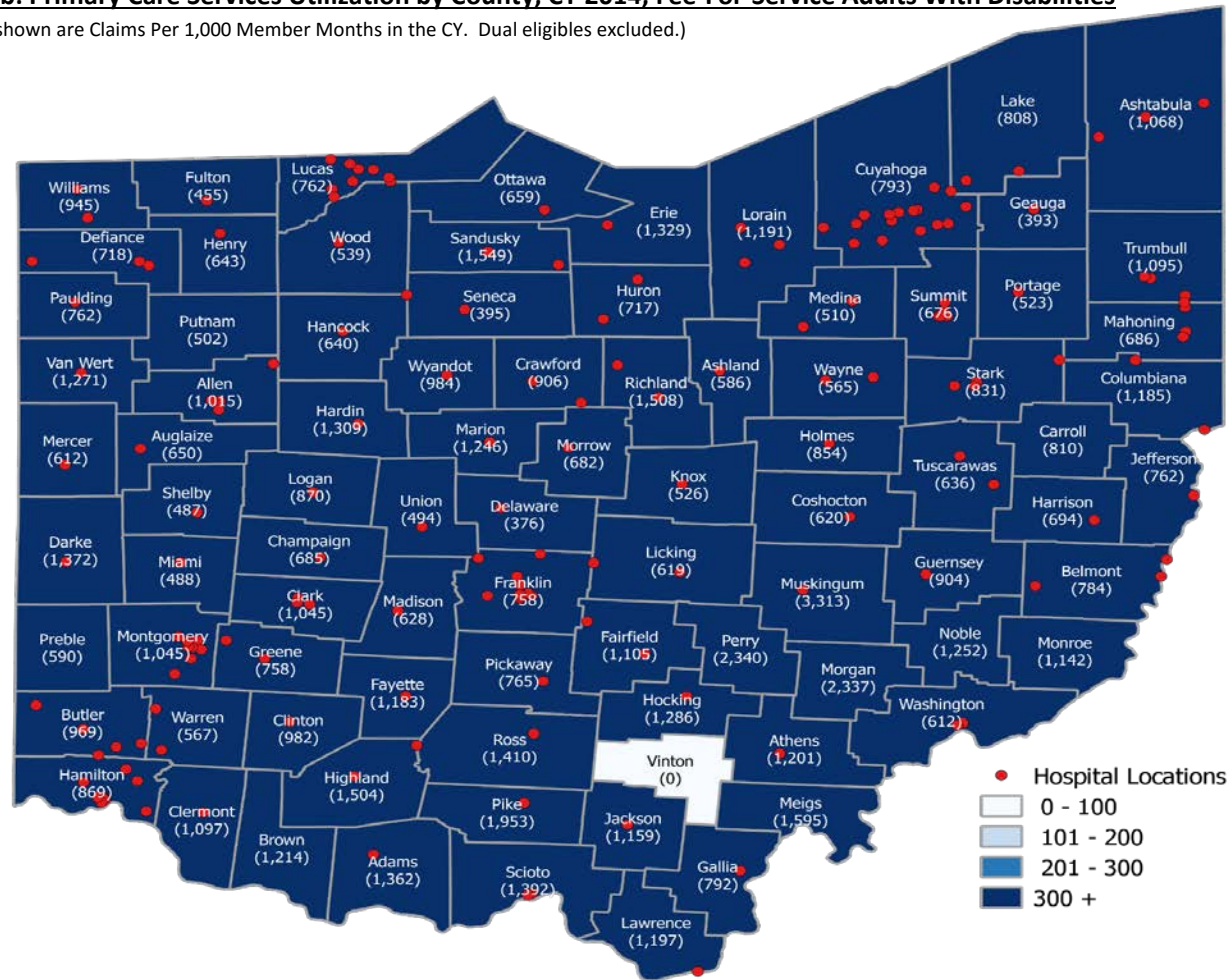 b. Primary Care Services Utilization by County, CY 2014, Fee-For-Service Adults With Disabilities
shown are Claims Per 1,000 Member Months in the CY. Dual eligibles excluded.)
Lake
(808)
Ashtabula
(1,068)
Williams
(945)
Fulton
(455)
Lucas
(762)
Ottawa
(659)
Erie
(1,329)
Lorain
(1,191)
Cuyahoga
(793)
Geauga
(393)
Defiance
(718)
Henry
(643)
Wood
(539)
Sandusky
(1,549)
Trumbull
(1,095)
Paulding
(762)
Putnam
(502)
Hancock
(640)
Seneca
(395)
Huron
(717)
Medina
(510)
Summit
(676)
Portage
(523)
Mahoning
(686)
Van Wert
(1,271)
Allen
(1,015)
Wyandot
(984)
Crawford
(906)
Richland
(1,508)
Ashland
(586)
Wayne
(565)
Stark
(831)
Columbiana
(1,185)
Mercer
(612)
Auglaize
(650)
Hardin
(1,309)
Marion
(1,246)
Morrow
(682)
Holmes
(854)
Tuscarawas
(636)
Carroll
(810)
Jefferson
(762)
Shelby
(487)
Logan
(870)
Union
(494)
Delaware
(376)
Knox
(526)
Coshocton
(620)
Harrison
(694)
Darke
(1,372)
Miami
(488)
Champaign
(685)
Licking
(619)
Guernsey
(904)
Belmont
(784)
Clark
(1,045)
Madison
(628)
Franklin
(758)
Muskingum
(3,313)
Preble
(590)
Montgomery
(1,045)
Greene
(758)
Pickaway
(765)
Fairfield
(1,105)
Perry
(2,340)
Morgan
(2,337)
Noble
(1,252)
Monroe
(1,142)
Fayette
(1,183)
Hocking
(1,286)
Washington
(612)
Butler
(969)
Warren
(567)
Clinton
(982)
Ross
(1,410)
Vinton
(0)
Athens
(1,201)
Hamilton
(869)
Clermont
(1,097)
Highland
(1,504)
Pike
(1,953)
Jackson
(1,159)
Meigs
(1,595)
Brown
(1,214)
Adams
(1,362)
Scioto
(1,392)
Gallia
(792)
Lawrence
(1,197)
Hospital Locations
0 - 100
101 - 200
201 - 300
300 +